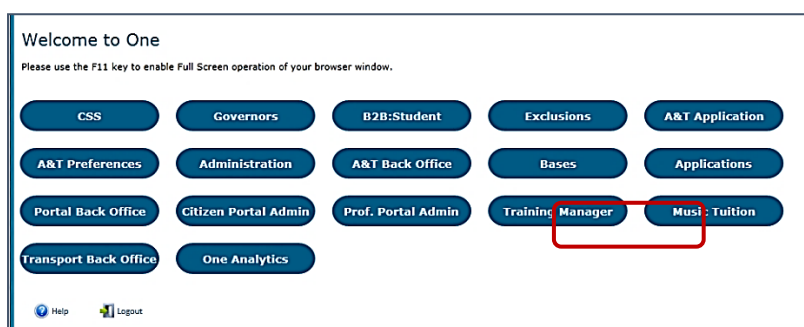 Welcome to One
Please use the F11 key to enable Full Screen operation of your browser window.
CSS Governors B2B:Student Exclusions A&T Application
A&T Preferences Administration A&T Back Office Bases Applications
Portal Back Office Citizen Portal Admin Prof. Portal Admin Training Manager Music Tuition
Transport Back Office One Analytics
Help Logout